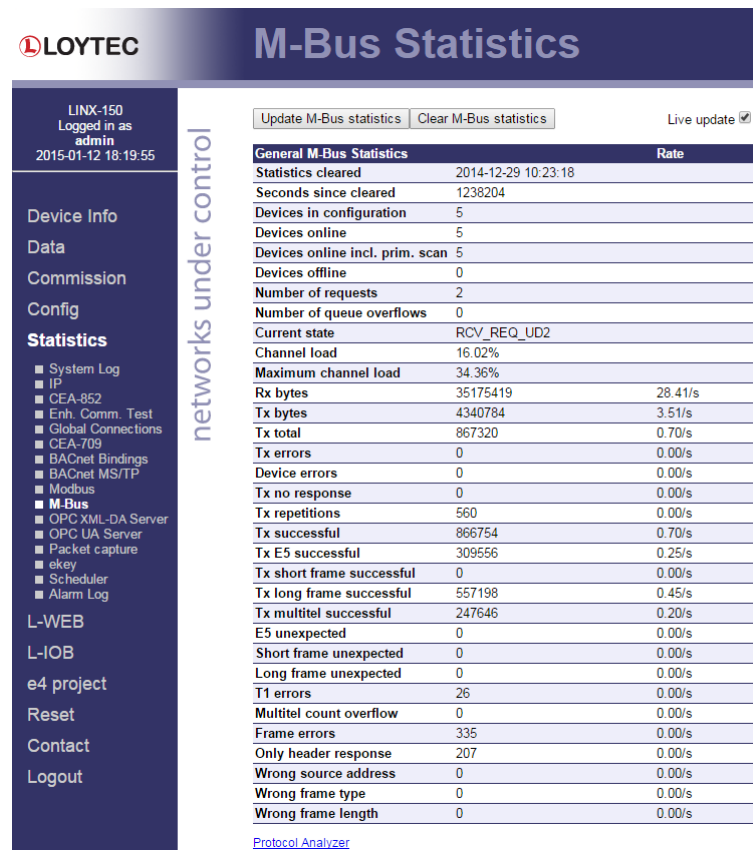 LOYTEC
M-Bus Statistics
LINX-150
Logged in as
admin
2015-01-12 18:19:55
Device Info
Data
Commission
Config
Statistics
System Log
IP
CEA-852
Enh. Comm. Test
Global Connections
CEA-709
BACnet Bindings
BACnet MS/TP
Modbus
M-Bus
OPC XML-DA Server
OPC UA Server
Packet capture
ekey
Scheduler
Alarm Log
L-WEB
L-IOB
e4 project
Reset
Contact
Logout
networks under control
Update M-Bus statistics Clear M-Bus statistics Live update
General M-Bus Statistics Rate
Statistics cleared 2014-12-29 10:23:18
Seconds since cleared 1238204
Devices in configuration 5
Devices online 5
Devices online incl. prim. scan 5
Devices offline 0
Number of requests 2
Number of queue overflows 0
Current state RCV_REQ_UD2
Channel load 16.02%
Maximum channel load 34.36%
Rx bytes 35175419 28.41/s
Tx bytes 4340784 3.51/s
Tx total 867320 0.70/s
Tx errors 0 0.00/s
Device errors 0 0.00/s
Tx no response 0 0.00/s
Tx repetitions 560 0.00/s
Tx successful 866754 0.70/s
Tx E5 successful 309556 0.25/s
Tx short frame successful 0 0.00/s
Tx long frame successful 557198 0.45/s
Tx multitel successful 247646 0.20/s
E5 unexpected 0 0.00/s
Short frame unexpected 0 0.00/s
Long frame unexpected 0 0.00/s
T1 errors 26 0.00/s
Multitel count overflow 0 0.00/s
Frame errors 335 0.00/s
Only header response 207 0.00/s
Wrong source address 0 0.00/s
Wrong frame type 0 0.00/s
Wrong frame length 0 0.00/s
Protocol Analyzer